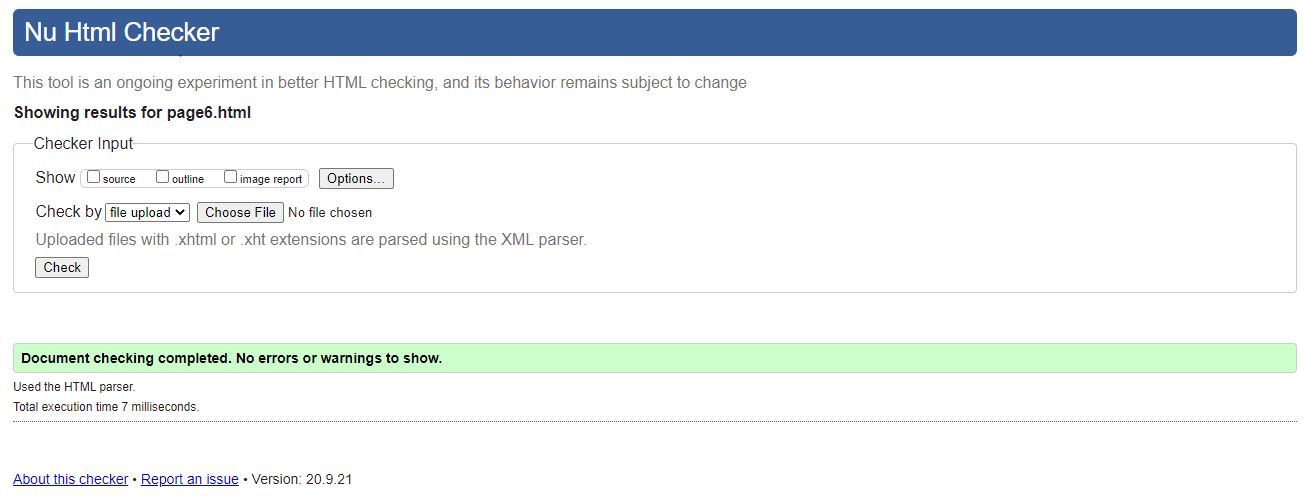 Nu Html Checker
This tool is an ongoing experiment in better HTML checking, and its behavior remains subject to change
Showing results for page6.html
Checker Input
Show source outline image report Options...
Check by file upload Choose File No file chosen
Uploaded files with .xhtml or .xht extensions are parsed using the XML parser.
Check
Document checking completed. No errors or warnings to show.
Used the HTML parser.
Total execution time 7 milliseconds.
About this checker • Report an issue • Version: 20.9.21